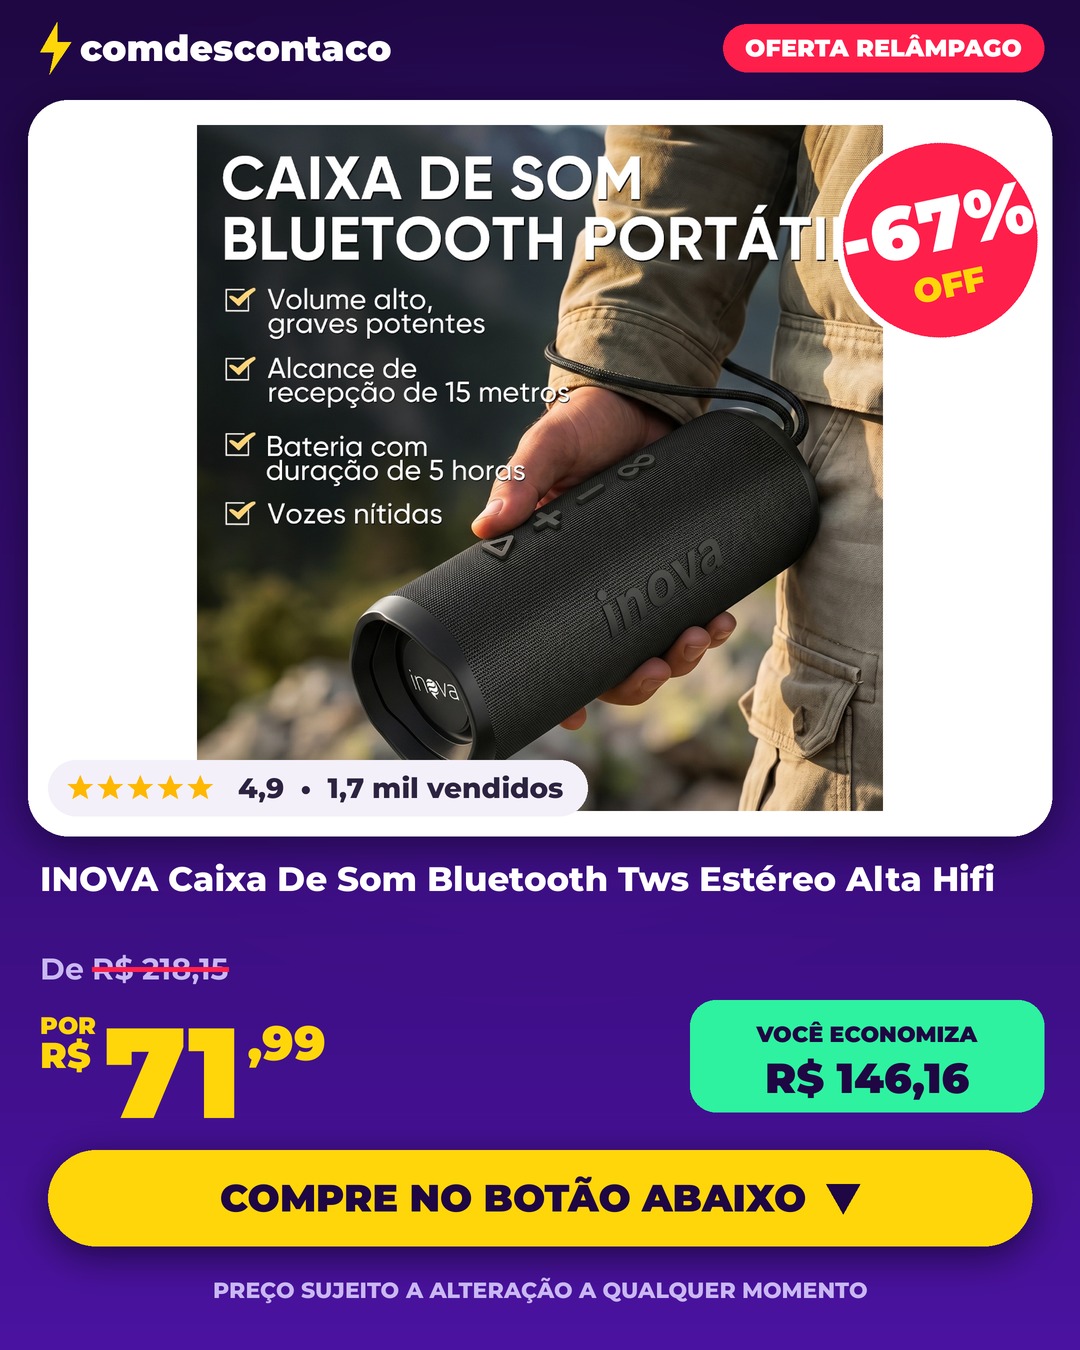 comdescontaco
OFERTA RELÂMPAGO
CAIXA DE SOM
BLUETOOTH PORTÁTI
-67%
OFF
Volume alto,
graves potentes
Alcance de
recepção de 15 metros
Bateria com
duração de 5 horas
Vozes nítidas
inova
inova
4,9 • 1,7 mil vendidos
INOVA Caixa De Som Bluetooth Tws Estéreo Alta Hifi
De R$ 218,15
POR
R$ 71,99
VOCÊ ECONOMIZA
R$ 146,16
COMPRE NO BOTÃO ABAIXO ▼
PREÇO SUJEITO A ALTERAÇÃO A QUALQUER MOMENTO